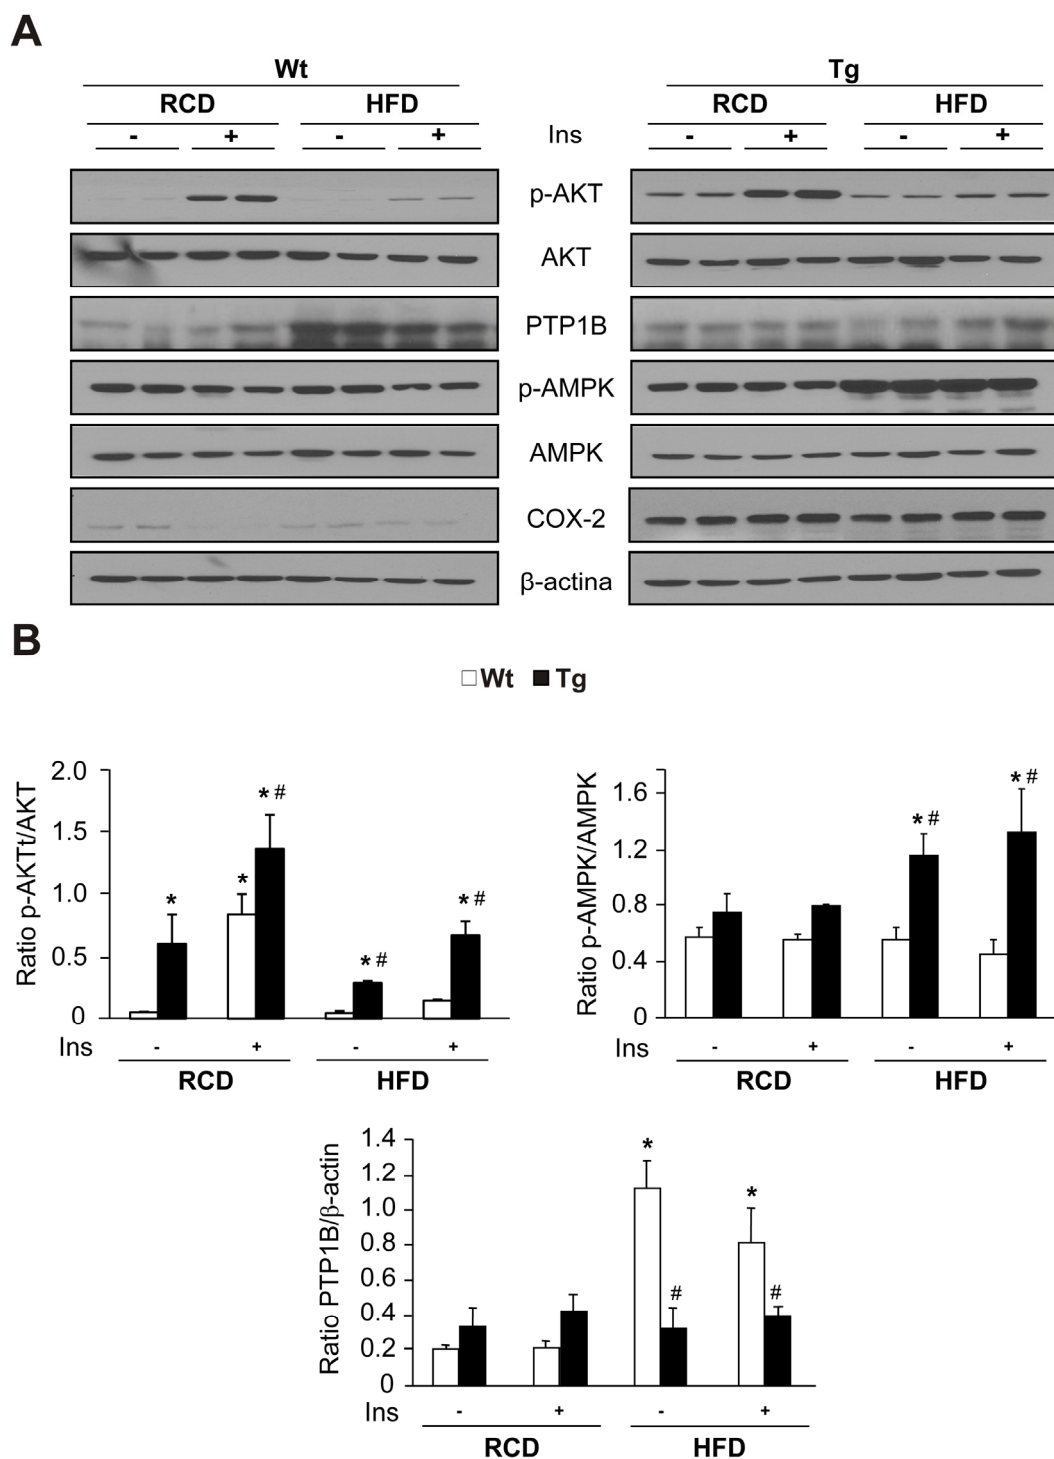 A
Wt Tg
RCD HFD RCD HFD
- + - + Ins - + - +
p-AKT
AKT
PTP1B
p-AMPK
AMPK
COX-2
β-actina
B
Wt Tg
Ratio p-AKTt/AKT
2.0
1.5
1.0
0.5
0
* * * # * # * #
Ins - + - +
RCD HFD
Ratio p-AMPK/AMPK
1.6
1.2
0.8
0.4
0
* # * #
Ins - + - +
RCD HFD
Ratio PTP1B/β-actin
1.4
1.2
1.0
0.8
0.6
0.4
0.2
0
* # * #
Ins - + - +
RCD HFD